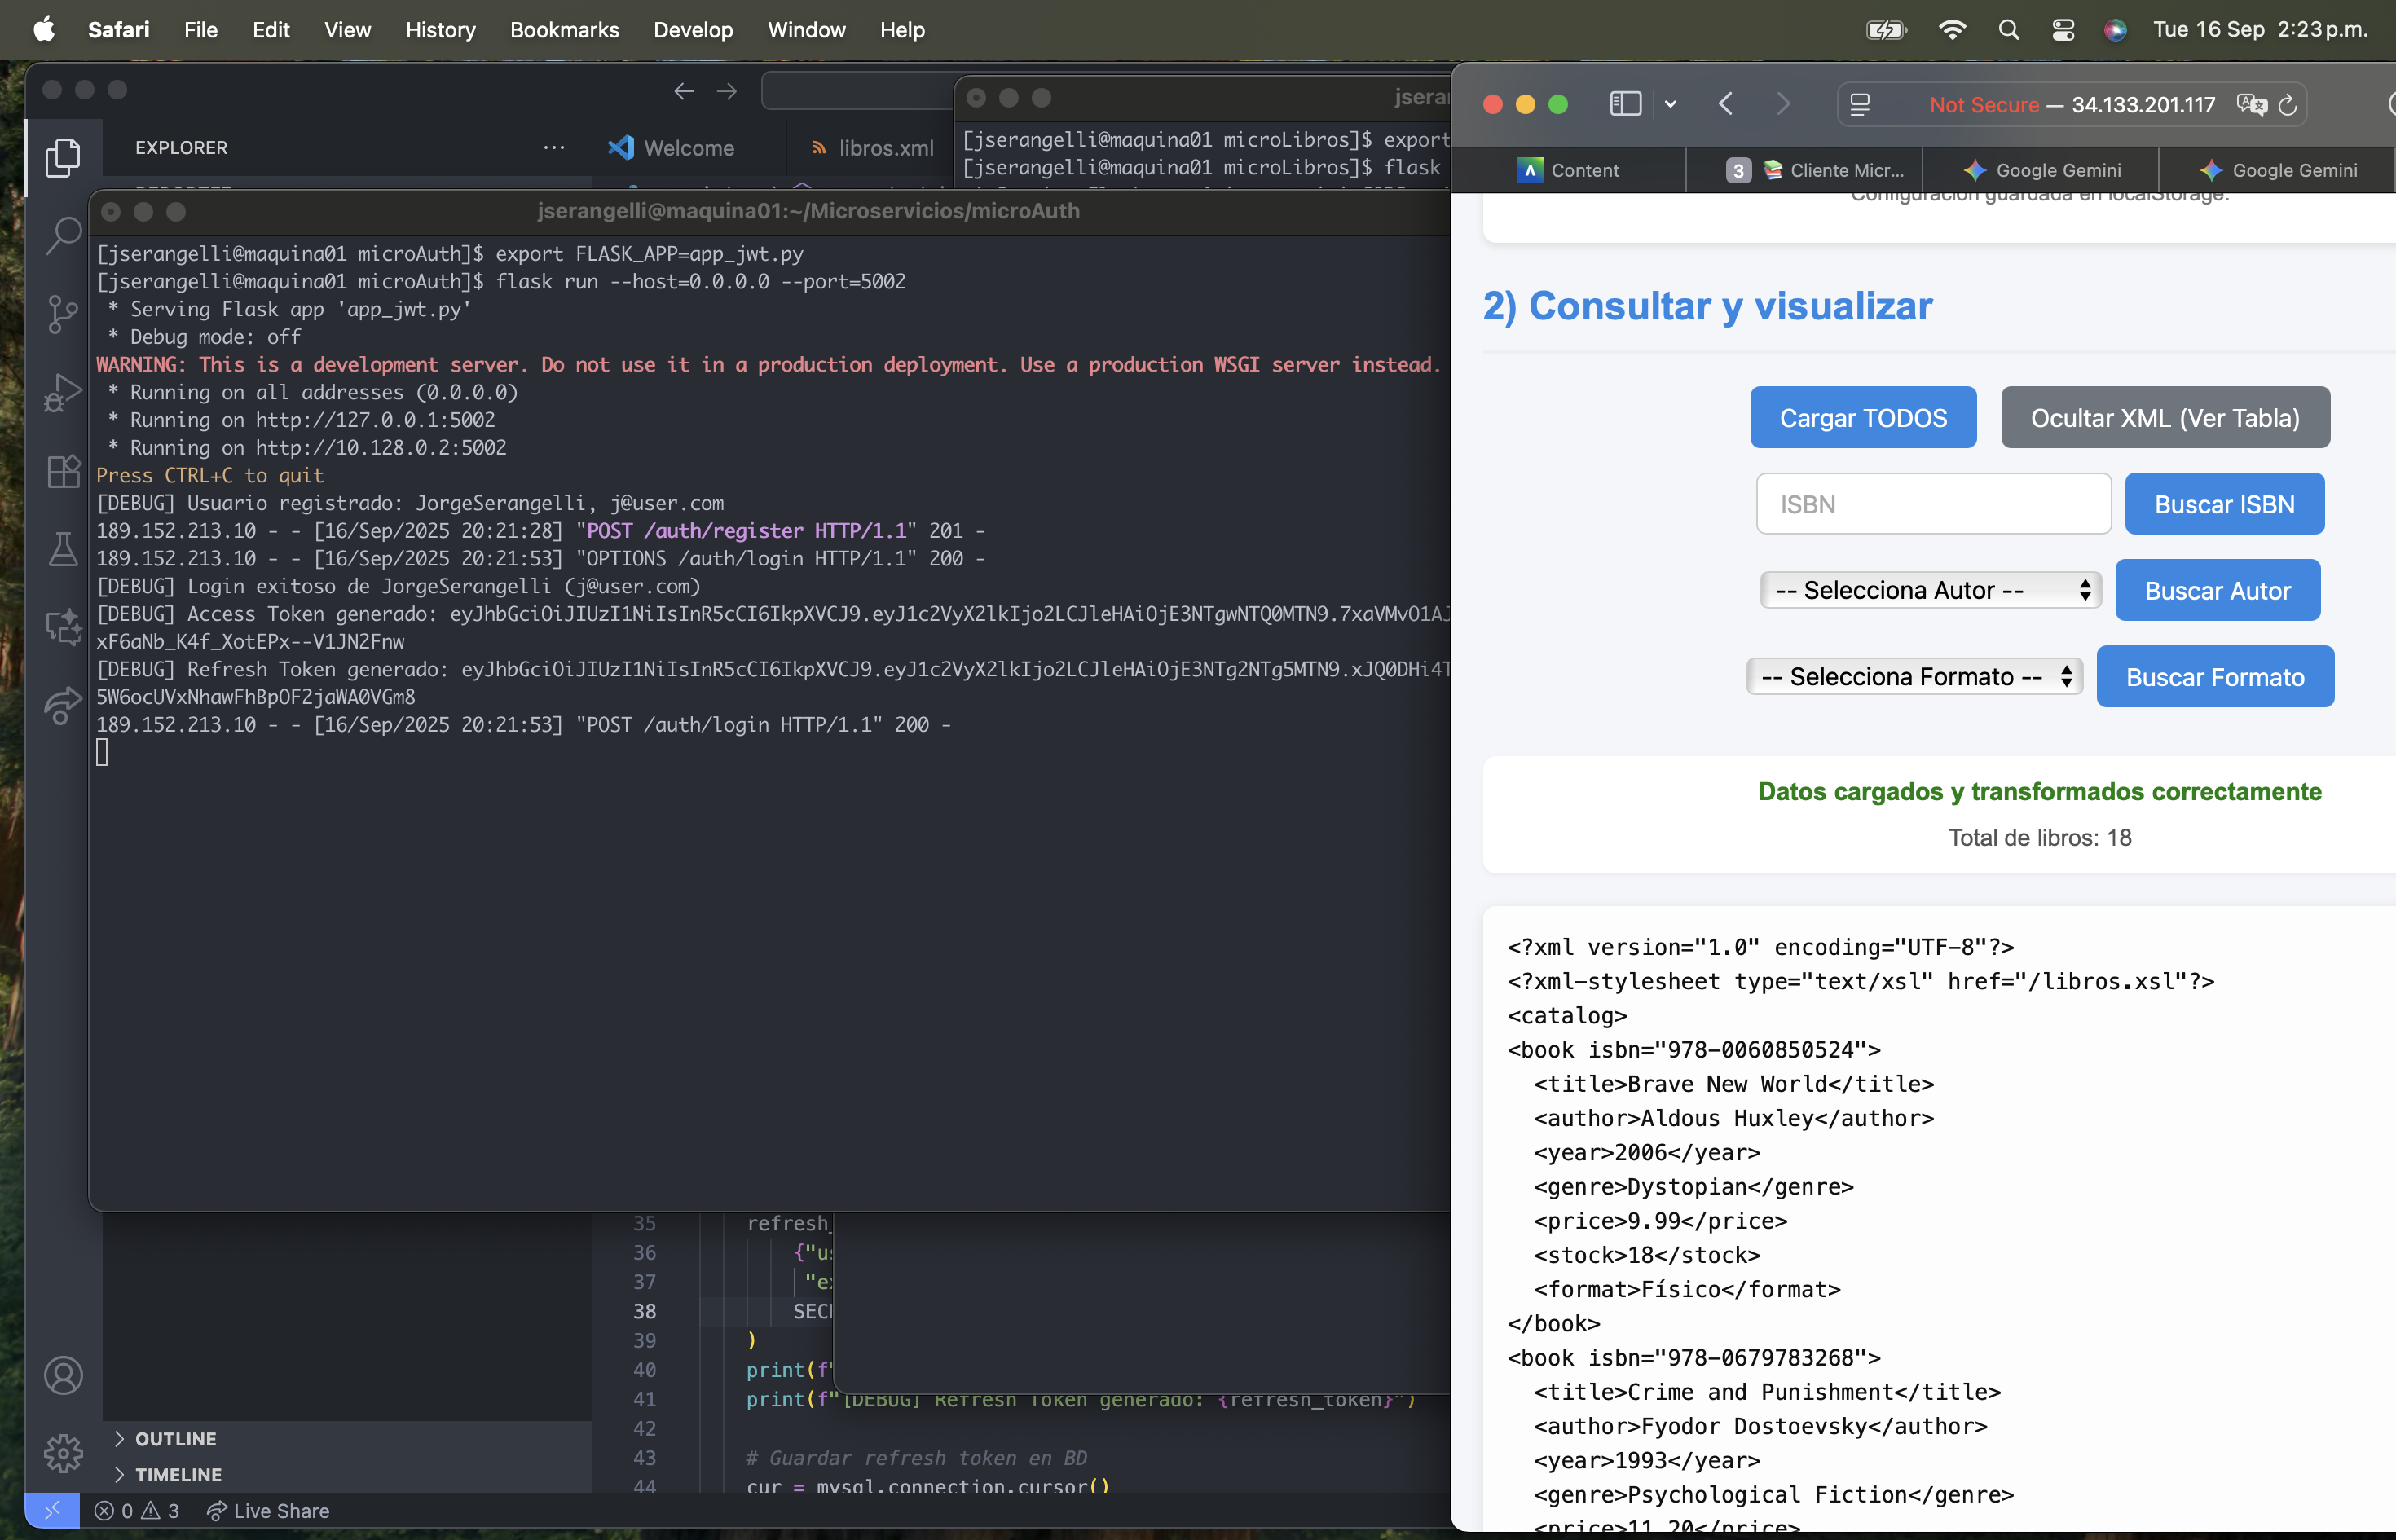 Safari File Edit View History Bookmarks Develop Window Help
Tue 16 Sep 2:23 p.m.
EXPLORER
Welcome
libros.xml
[jserangelli@maquina01 microLibros]$ export
[jserangelli@maquina01 microLibros]$ flask
jserangelli@maquina01:~/Microservicios/microAuth
[jserangelli@maquina01 microAuth]$ export FLASK_APP=app_jwt.py
[jserangelli@maquina01 microAuth]$ flask run --host=0.0.0.0 --port=5002
* Serving Flask app 'app_jwt.py'
* Debug mode: off
WARNING: This is a development server. Do not use it in a production deployment. Use a production WSGI server instead.
* Running on all addresses (0.0.0.0)
* Running on http://127.0.0.1:5002
* Running on http://10.128.0.2:5002
Press CTRL+C to quit
[DEBUG] Usuario registrado: JorgeSerangelli, j@user.com
189.152.213.10 - - [16/Sep/2025 20:21:28] "POST /auth/register HTTP/1.1" 201 -
189.152.213.10 - - [16/Sep/2025 20:21:53] "OPTIONS /auth/login HTTP/1.1" 200 -
[DEBUG] Login exitoso de JorgeSerangelli (j@user.com)
[DEBUG] Access Token generado: eyJhbGciOiJIUzI1NiIsInR5cCI6IkpXVCJ9.eyJ1c2VyX2lkIjo2LCJleHAiOjE3NTgwNTQ0MTN9.7xaVMvO1AJ
xF6aNb_K4f_XotEPx--V1JN2Fnw
[DEBUG] Refresh Token generado: eyJhbGciOiJIUzI1NiIsInR5cCI6IkpXVCJ9.eyJ1c2VyX2lkIjo2LCJleHAiOjE3NTg2NTg5MTN9.xJQ0DHi4T
5W6ocUVxNhawFhBpOF2jaWA0VGm8
189.152.213.10 - - [16/Sep/2025 20:21:53] "POST /auth/login HTTP/1.1" 200 -
35 refresh_
36 {"us
37 "ex
38 SEC
39 )
40 print(f"
41 print(f"[DEBUG] Refresh Token generado: {refresh_token}")
42
43 # Guardar refresh token en BD
44 cur = mysql.connection.cursor()
OUTLINE
TIMELINE
0 3 Live Share
Not Secure — 34.133.201.117
Content
3 Cliente Micr...
Google Gemini
Google Gemini
Configuración guardada en localStorage.
2) Consultar y visualizar
Cargar TODOS
Ocultar XML (Ver Tabla)
ISBN
Buscar ISBN
-- Selecciona Autor --
Buscar Autor
-- Selecciona Formato --
Buscar Formato
Datos cargados y transformados correctamente
Total de libros: 18
<?xml version="1.0" encoding="UTF-8"?>
<?xml-stylesheet type="text/xsl" href="/libros.xsl"?>
<catalog>
<book isbn="978-0060850524">
<title>Brave New World</title>
<author>Aldous Huxley</author>
<year>2006</year>
<genre>Dystopian</genre>
<price>9.99</price>
<stock>18</stock>
<format>Físico</format>
</book>
<book isbn="978-0679783268">
<title>Crime and Punishment</title>
<author>Fyodor Dostoevsky</author>
<year>1993</year>
<genre>Psychological Fiction</genre>
<price>11.20</price>